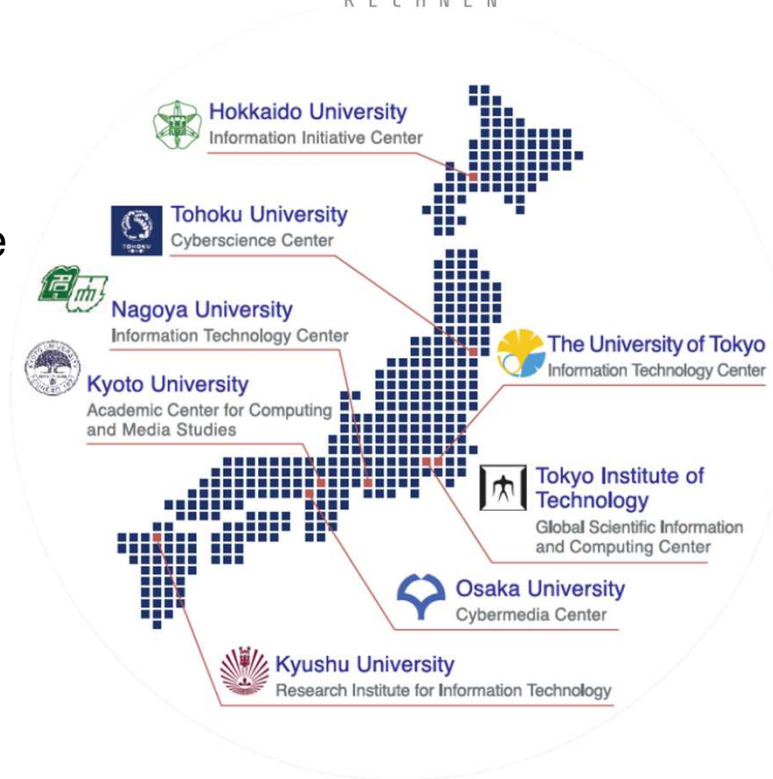 RECHNEN
Hokkaido University
Information Initiative Center
Tohoku University
Cyberscience Center
TOHOKU
e
Nagoya University
Information Technology Center
The University of Tokyo
Information Technology Center
Kyoto University
Academic Center for Computing
and Media Studies
Tokyo Institute of
Technology
Global Scientific Information
and Computing Center
Osaka University
Cybermedia Center
Kyushu University
Research Institute for Information Technology